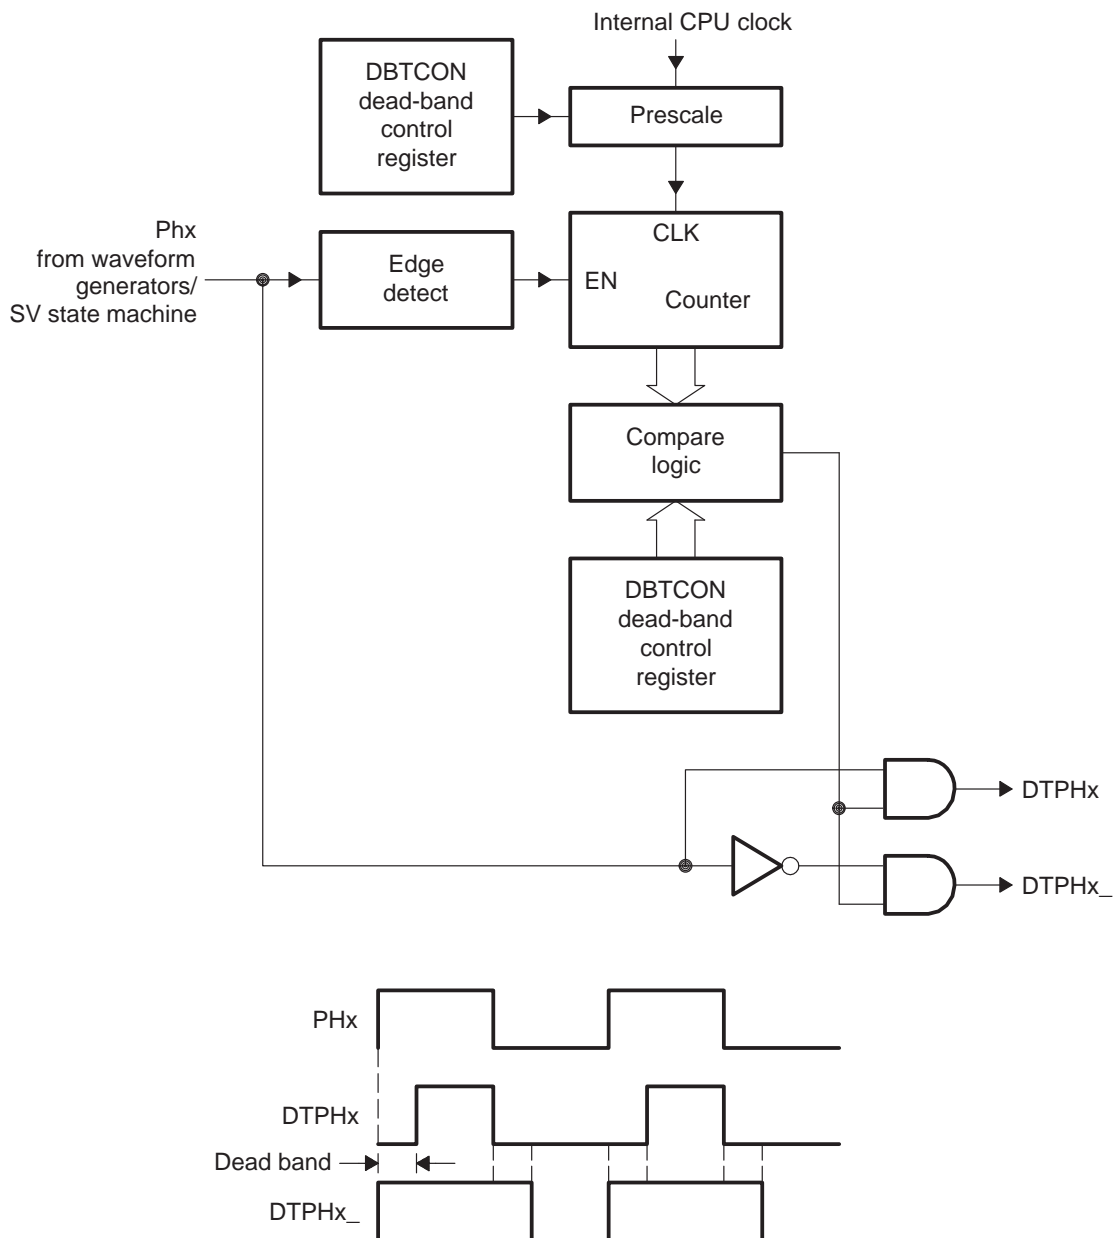 Internal CPU clock
DBTCON
dead-band
control
register
Prescale
Phx
from waveform
generators/
SV state machine
Edge
detect
CLK
EN
Counter
Compare
logic
DBTCON
dead-band
control
register
DTPHx
DTPHx_
PHx
DTPHx
Dead band
DTPHx_